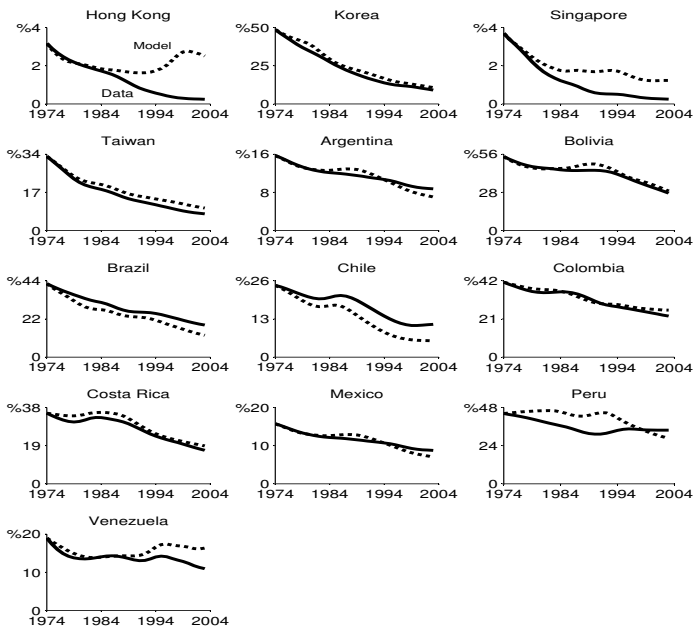 Hong Kong
%4
2
0
1974 1984 1994 2004
Model
Data
Korea
%50
25
0
1974 1984 1994 2004
Singapore
%4
2
0
1974 1984 1994 2004
Taiwan
%34
17
0
1974 1984 1994 2004
Argentina
%16
8
0
1974 1984 1994 2004
Bolivia
%56
28
0
1974 1984 1994 2004
Brazil
%44
22
0
1974 1984 1994 2004
Chile
%26
13
0
1974 1984 1994 2004
Colombia
%42
21
0
1974 1984 1994 2004
Costa Rica
%38
19
0
1974 1984 1994 2004
Mexico
%20
10
0
1974 1984 1994 2004
Peru
%48
24
0
1974 1984 1994 2004
Venezuela
%20
10
0
1974 1984 1994 2004